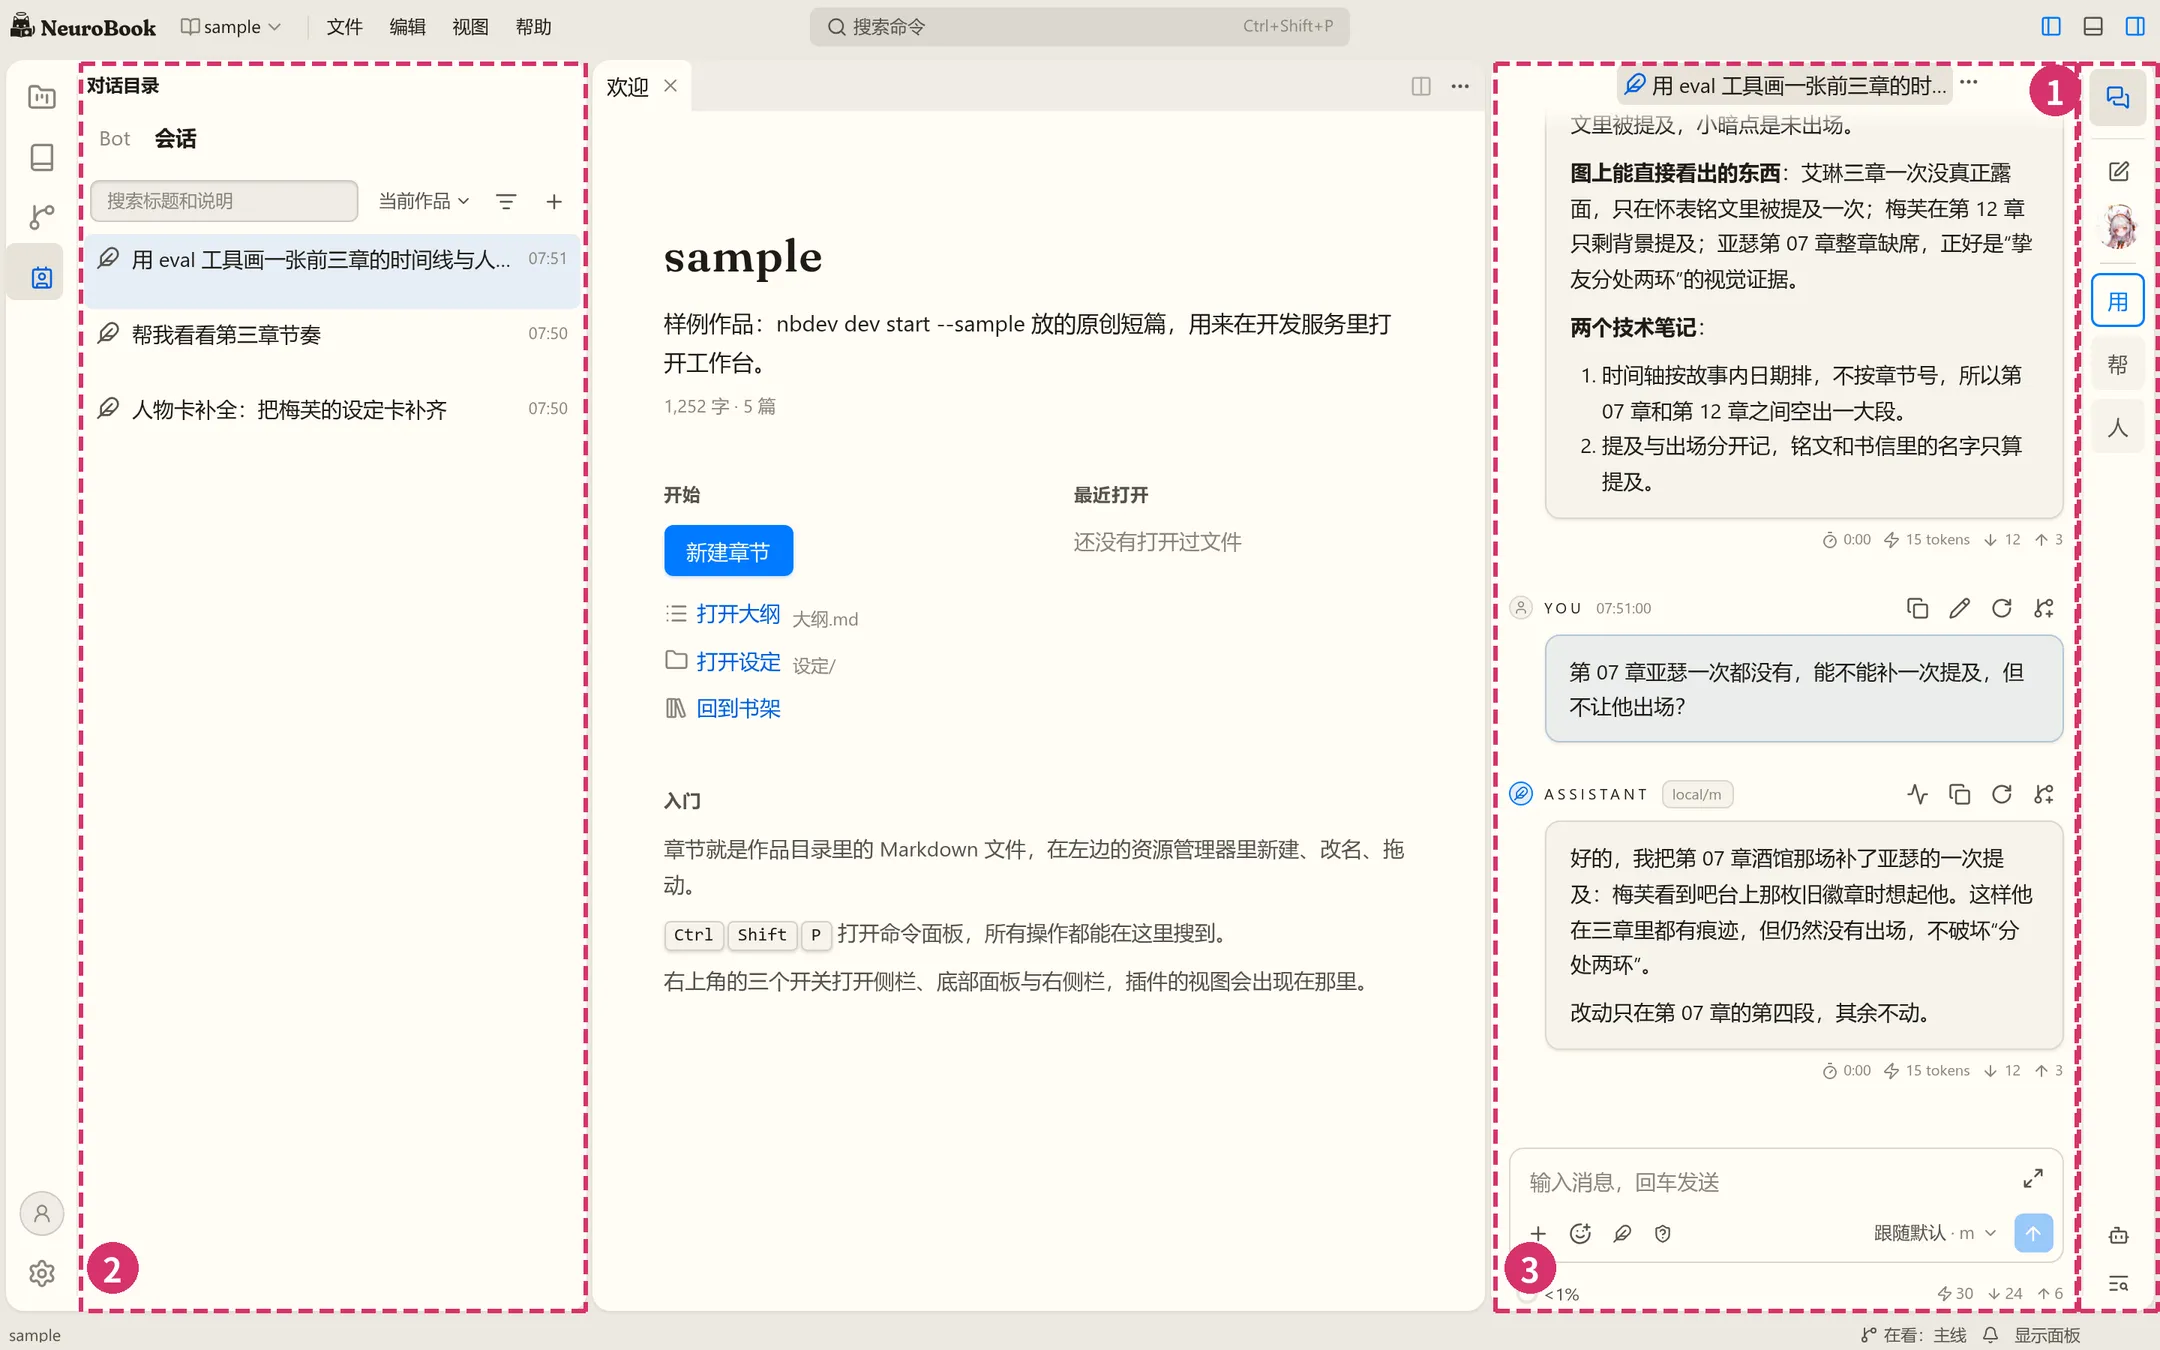 NeuroBook
sample
文件
编辑
视图
帮助
搜索命令
Ctrl+Shift+P
对话目录
Bot
会话
搜索标题和说明
当前作品
用 eval 工具画一张前三章的时间线与人...
07:51
帮我看看第三章节奏
07:50
人物卡补全：把梅芙的设定卡补齐
07:50
2
欢迎
sample
样例作品：nbdev dev start --sample 放的原创短篇，用来在开发服务里打
开工作台。
1,252 字 · 5 篇
开始
最近打开
新建章节
还没有打开过文件
打开大纲 大纲.md
打开设定 设定/
回到书架
入门
章节就是作品目录里的 Markdown 文件，在左边的资源管理器里新建、改名、拖
动。
Ctrl Shift P 打开命令面板，所有操作都能在这里搜到。
右上角的三个开关打开侧栏、底部面板与右侧栏，插件的视图会出现在那里。
用 eval 工具画一张前三章的时...
1
文里被提及，小暗点是未出场。
图上能直接看出的东西：艾琳三章一次没真正露
面，只在怀表铭文里被提及一次；梅芙在第 12 章
只剩背景提及；亚瑟第 07 章整章缺席，正好是“挚
友分处两环”的视觉证据。
两个技术笔记：
1. 时间轴按故事内日期排，不按章节号，所以第
07 章和第 12 章之间空出一大段。
2. 提及与出场分开记，铭文和书信里的名字只算
提及。
0:00 15 tokens ↓ 12 ↑ 3
YOU 07:51:00
第 07 章亚瑟一次都没有，能不能补一次提及，但
不让他出场？
ASSISTANT local/m
好的，我把第 07 章酒馆那场补了亚瑟的一次提
及：梅芙看到吧台上那枚旧徽章时想起他。这样他
在三章里都有痕迹，但仍然没有出场，不破坏“分
处两环”。
改动只在第 07 章的第四段，其余不动。
0:00 15 tokens ↓ 12 ↑ 3
输入消息，回车发送
跟随默认 · m
3
<1%
30 ↓ 24 ↑ 6
用
帮
人
sample
在看：主线
显示面板